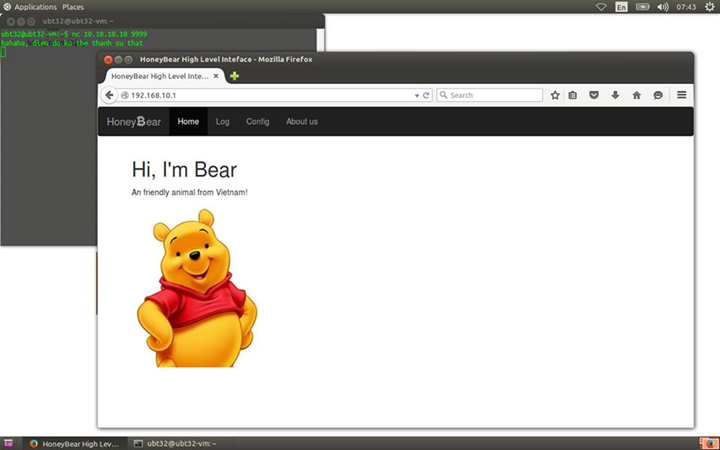 Applications Places
En
07:43
ubt32@ubt32-vm: ~
ubt32@ubt32-vm:~$ nc 10.10.10.10 9999
hahaha, dieu do ko the thanh su that
HoneyBear High Level Inteface - Mozilla Firefox
HoneyBear High Level Inte...
192.168.10.1
Search
HoneyBear Home Log Config About us
Hi, I'm Bear
An friendly animal from Vietnam!
HoneyBear High Lev... ubt32@ubt32-vm: ~